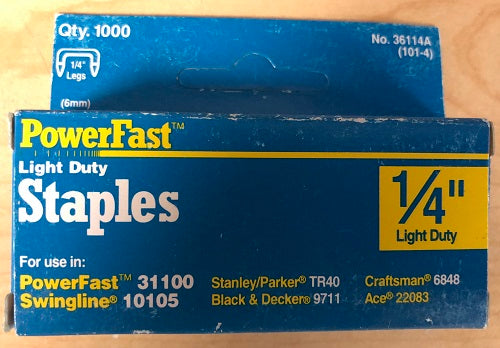 Qty. 1000 No. 36114A
(101-4)
1/4"
Legs
(6mm)
PowerFast™
Light Duty
Staples
1/4"
Light Duty
For use in:
PowerFast™ 31100 Stanley/Parker® TR40 Craftsman® 6848
Swingline® 10105 Black & Decker® 9711 Ace® 22083